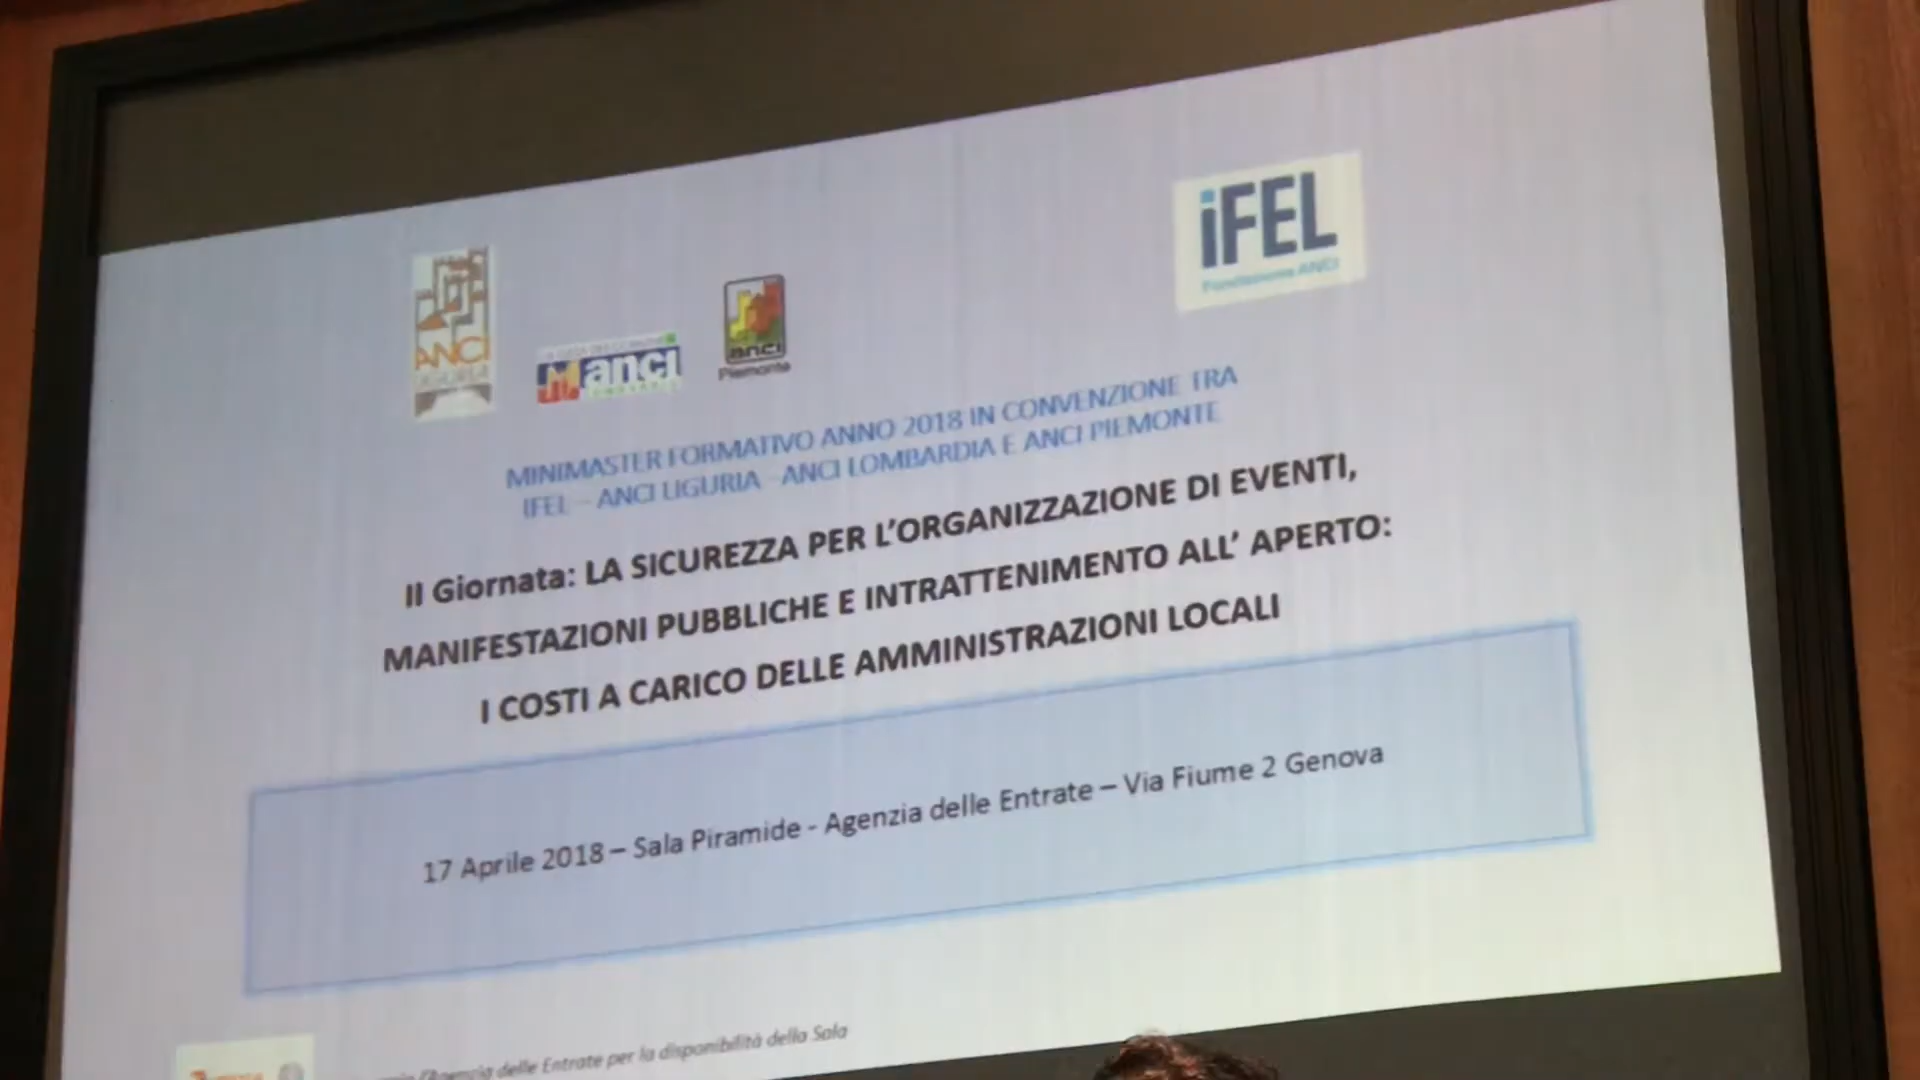 ANCI
LIGURIA
anci
anci
Piemonte
iFEL
Fondazione ANCI
MINIMASTER FORMATIVO ANNO 2018 IN CONVENZIONE TRA
IFEL – ANCI LIGURIA - ANCI LOMBARDIA E ANCI PIEMONTE
II Giornata: LA SICUREZZA PER L'ORGANIZZAZIONE DI EVENTI,
MANIFESTAZIONI PUBBLICHE E INTRATTENIMENTO ALL' APERTO:
I COSTI A CARICO DELLE AMMINISTRAZIONI LOCALI
17 Aprile 2018 – Sala Piramide - Agenzia delle Entrate – Via Fiume 2 Genova
l'Agenzia delle Entrate per la disponibilità della Sala